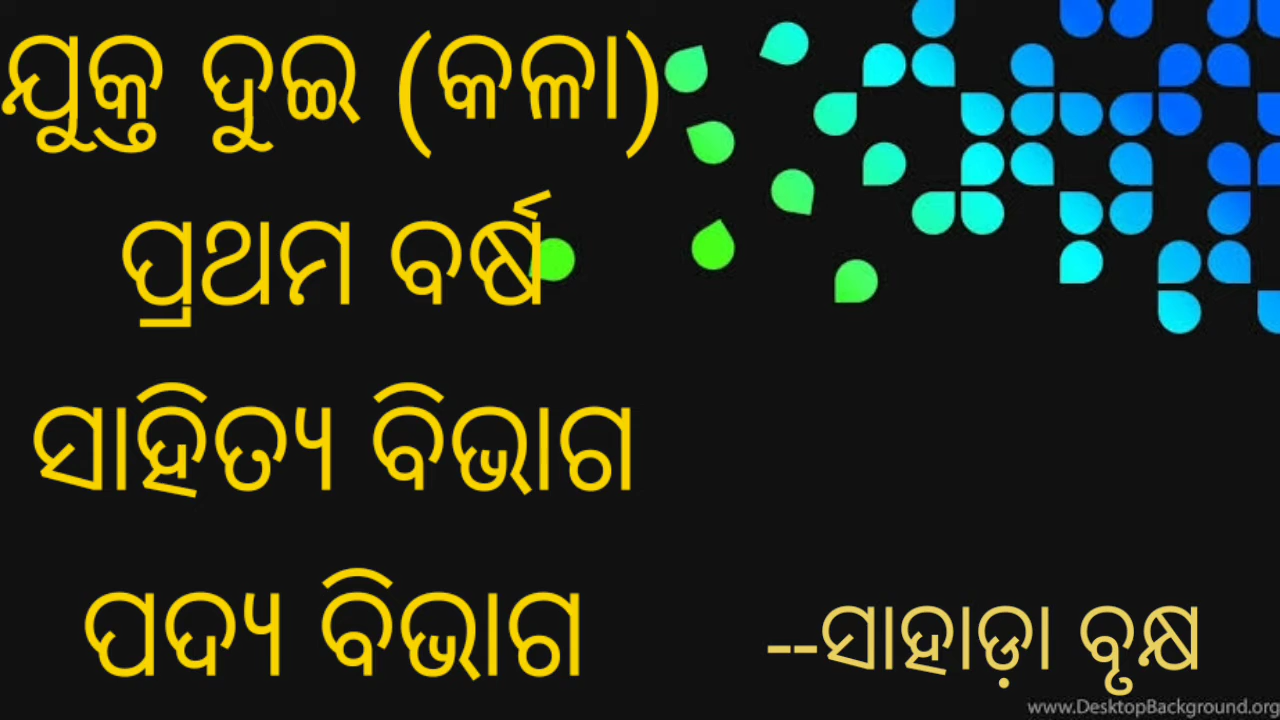 ଯୁକ୍ତ ଦୁଇ (କଳା)
ପ୍ରଥମ ବର୍ଷ
ସାହିତ୍ୟ ବିଭାଗ
ପଦ୍ୟ ବିଭାଗ
--ସାହାଡ଼ା ବୃକ୍ଷ
www.DesktopBackground.org